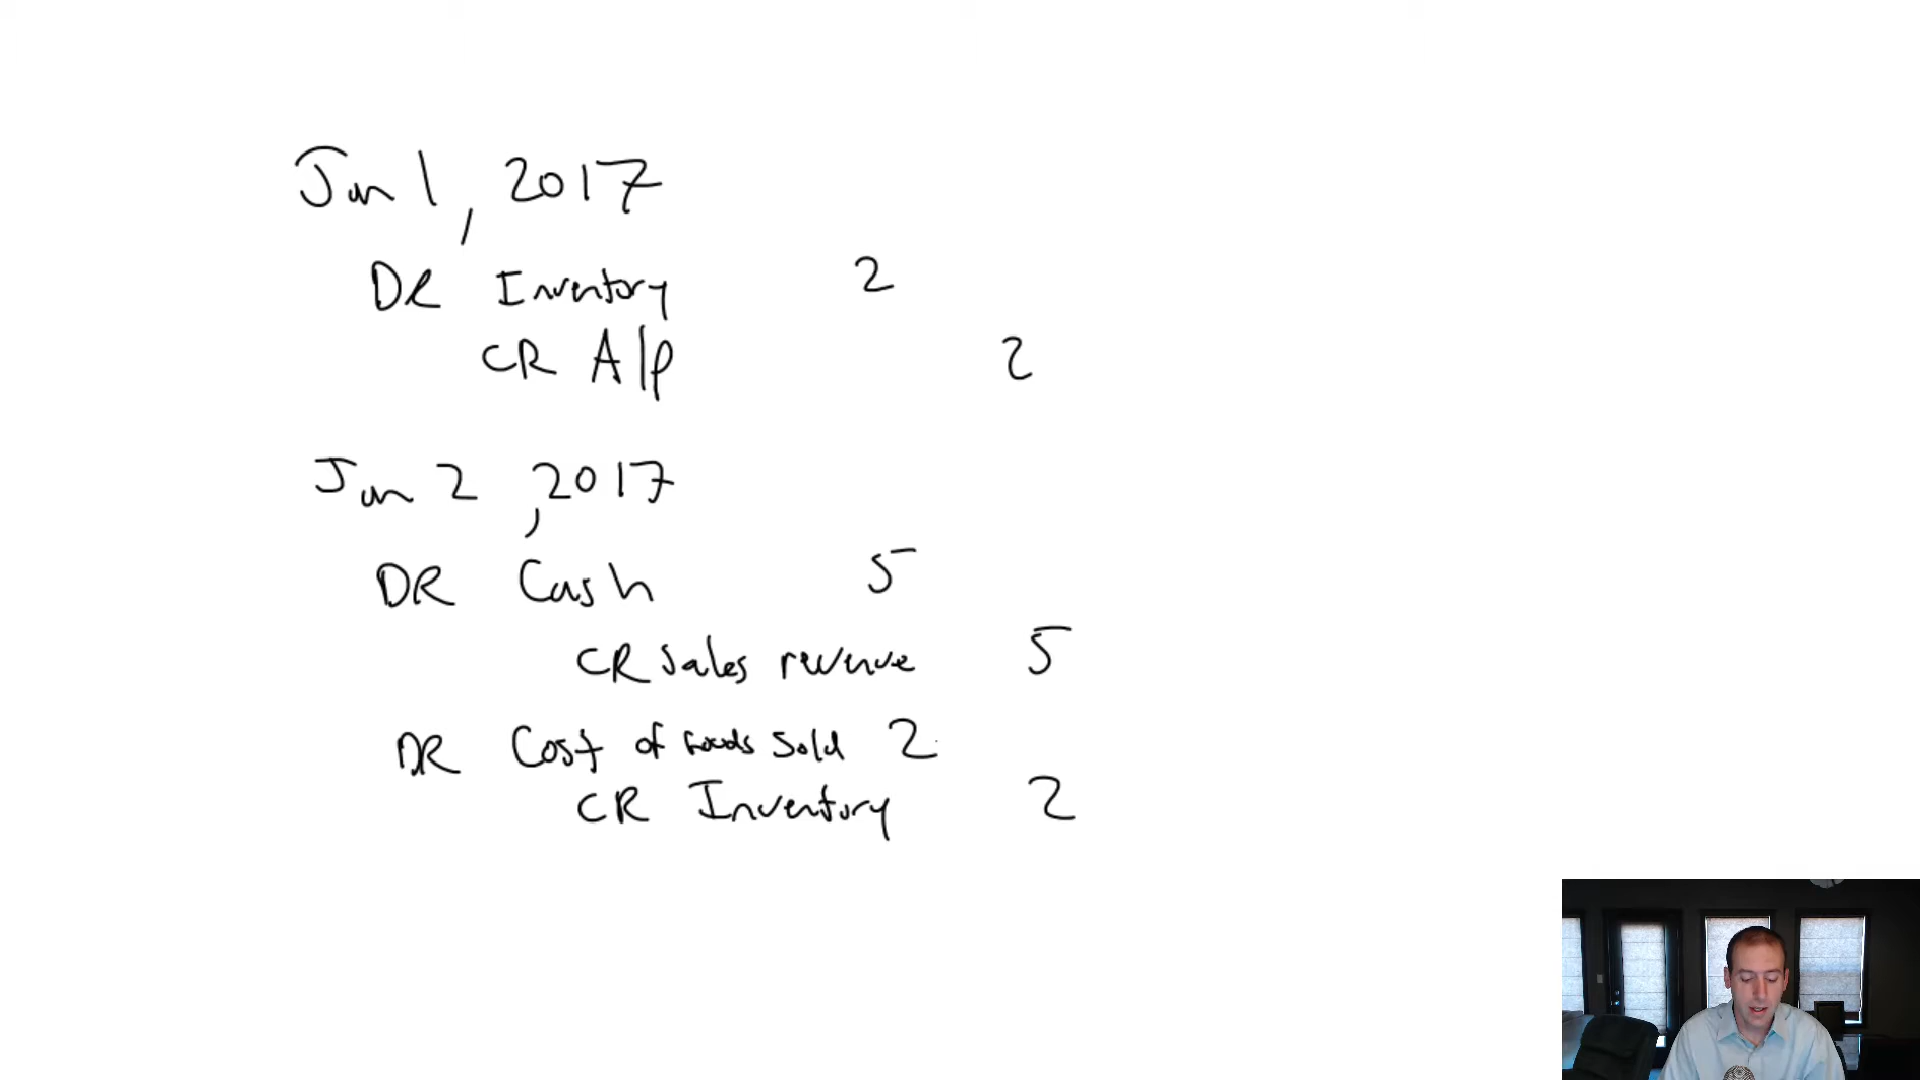 Jan 1, 2017
DR Inventory 2
CR A/P 2
Jan 2, 2017
DR Cash 5
CR Sales revenue 5
DR Cost of Goods Sold 2
CR Inventory 2